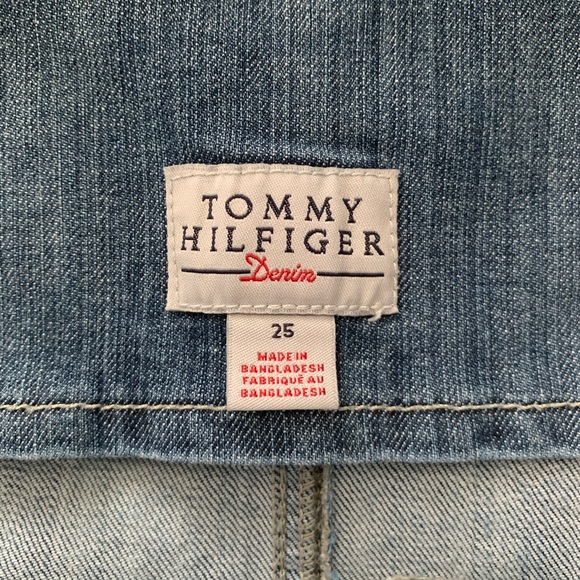 TOMMY
HILFIGER
Denim
25
MADE IN
BANGLADESH
FABRIQUÉ AU
BANGLADESH